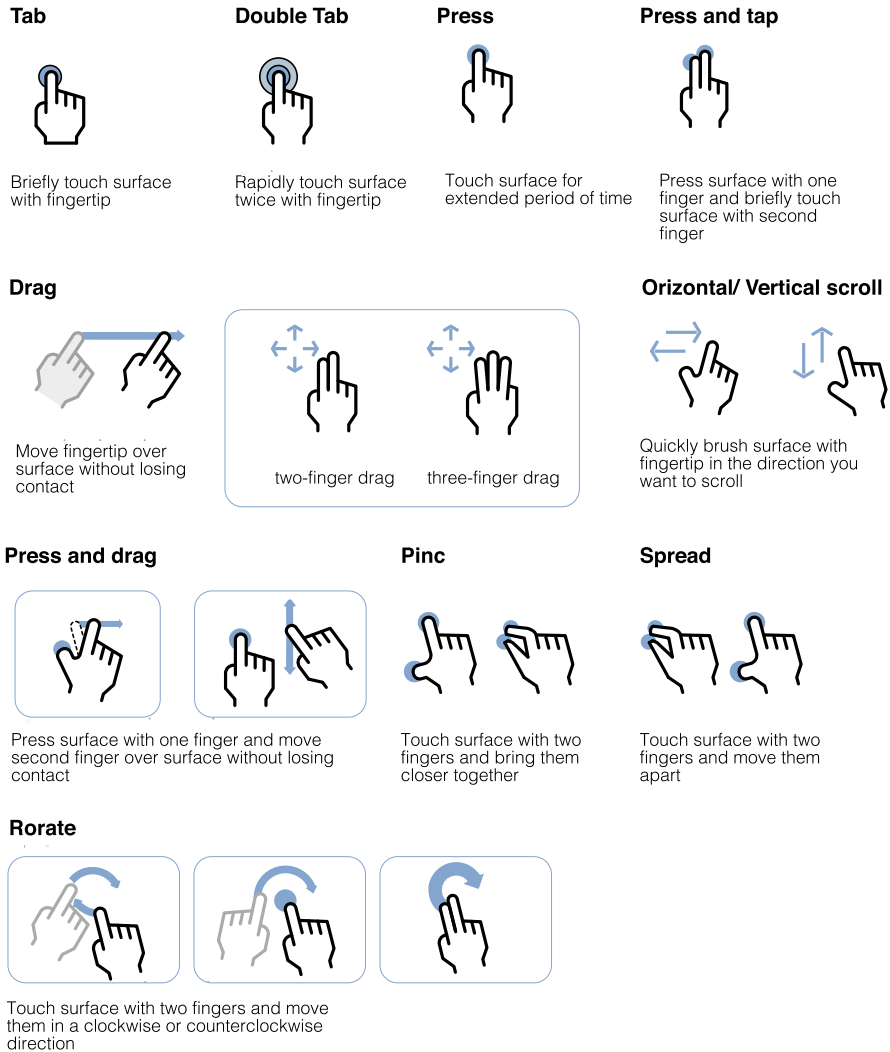 Tab
Briefly touch surface
with fingertip
Double Tab
Rapidly touch surface
twice with fingertip
Press
Touch surface for
extended period of time
Press and tap
Press surface with one
finger and briefly touch
surface with second
finger
Drag
Move fingertip over
surface without losing
contact
two-finger drag
three-finger drag
Orizontal/ Vertical scroll
Quickly brush surface with
fingertip in the direction you
want to scroll
Press and drag
Press surface with one finger and move
second finger over surface without losing
contact
Pinc
Touch surface with two
fingers and bring them
closer together
Spread
Touch surface with two
fingers and move them
apart
Rorate
Touch surface with two fingers and move
them in a clockwise or counterclockwise
direction